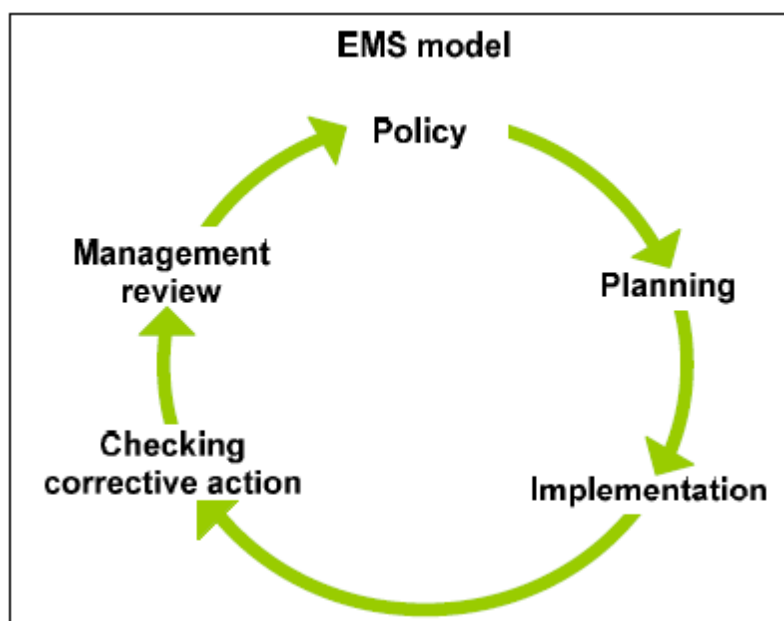 EMS model
Policy
Planning
Implementation
Checking
corrective action
Management
review